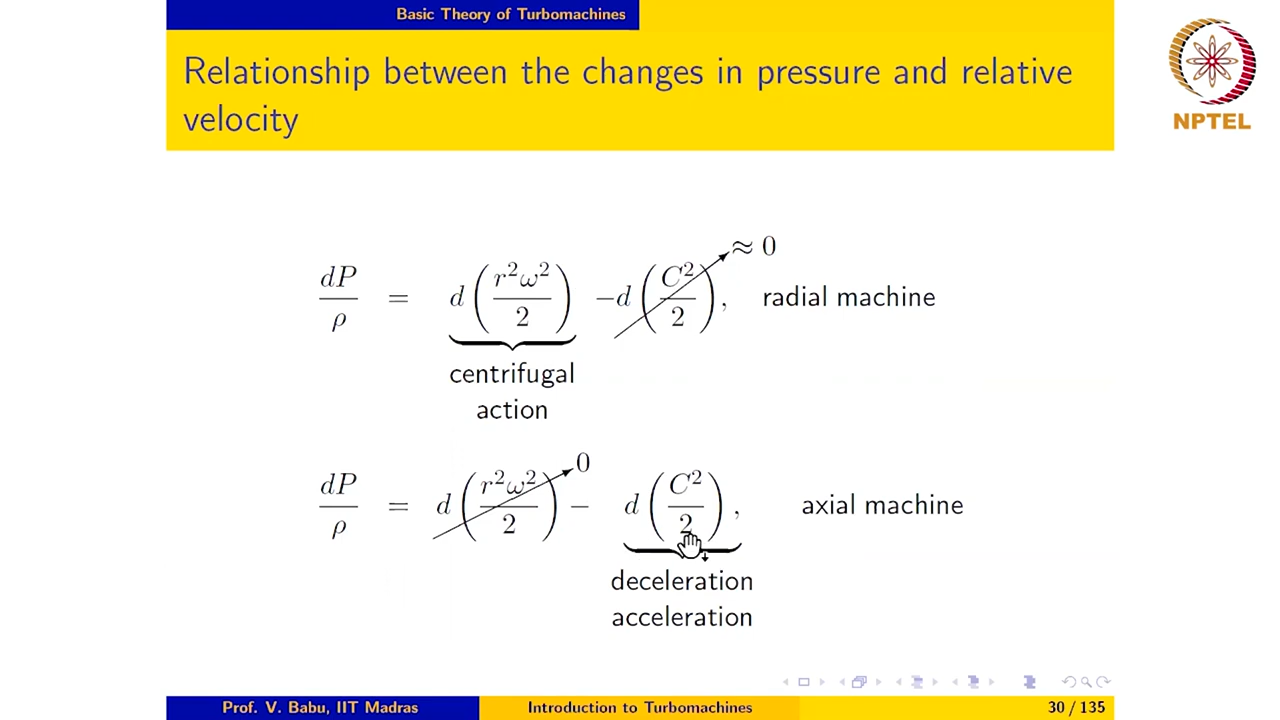 Basic Theory of Turbomachines
Relationship between the changes in pressure and relative
velocity
NPTEL
dP/ρ = d(r²ω²/2) −d(C²/2), ≈ 0 radial machine
centrifugal
action
dP/ρ = d(r²ω²/2) 0 − d(C²/2), axial machine
deceleration
acceleration
Prof. V. Babu, IIT Madras Introduction to Turbomachines 30 / 135